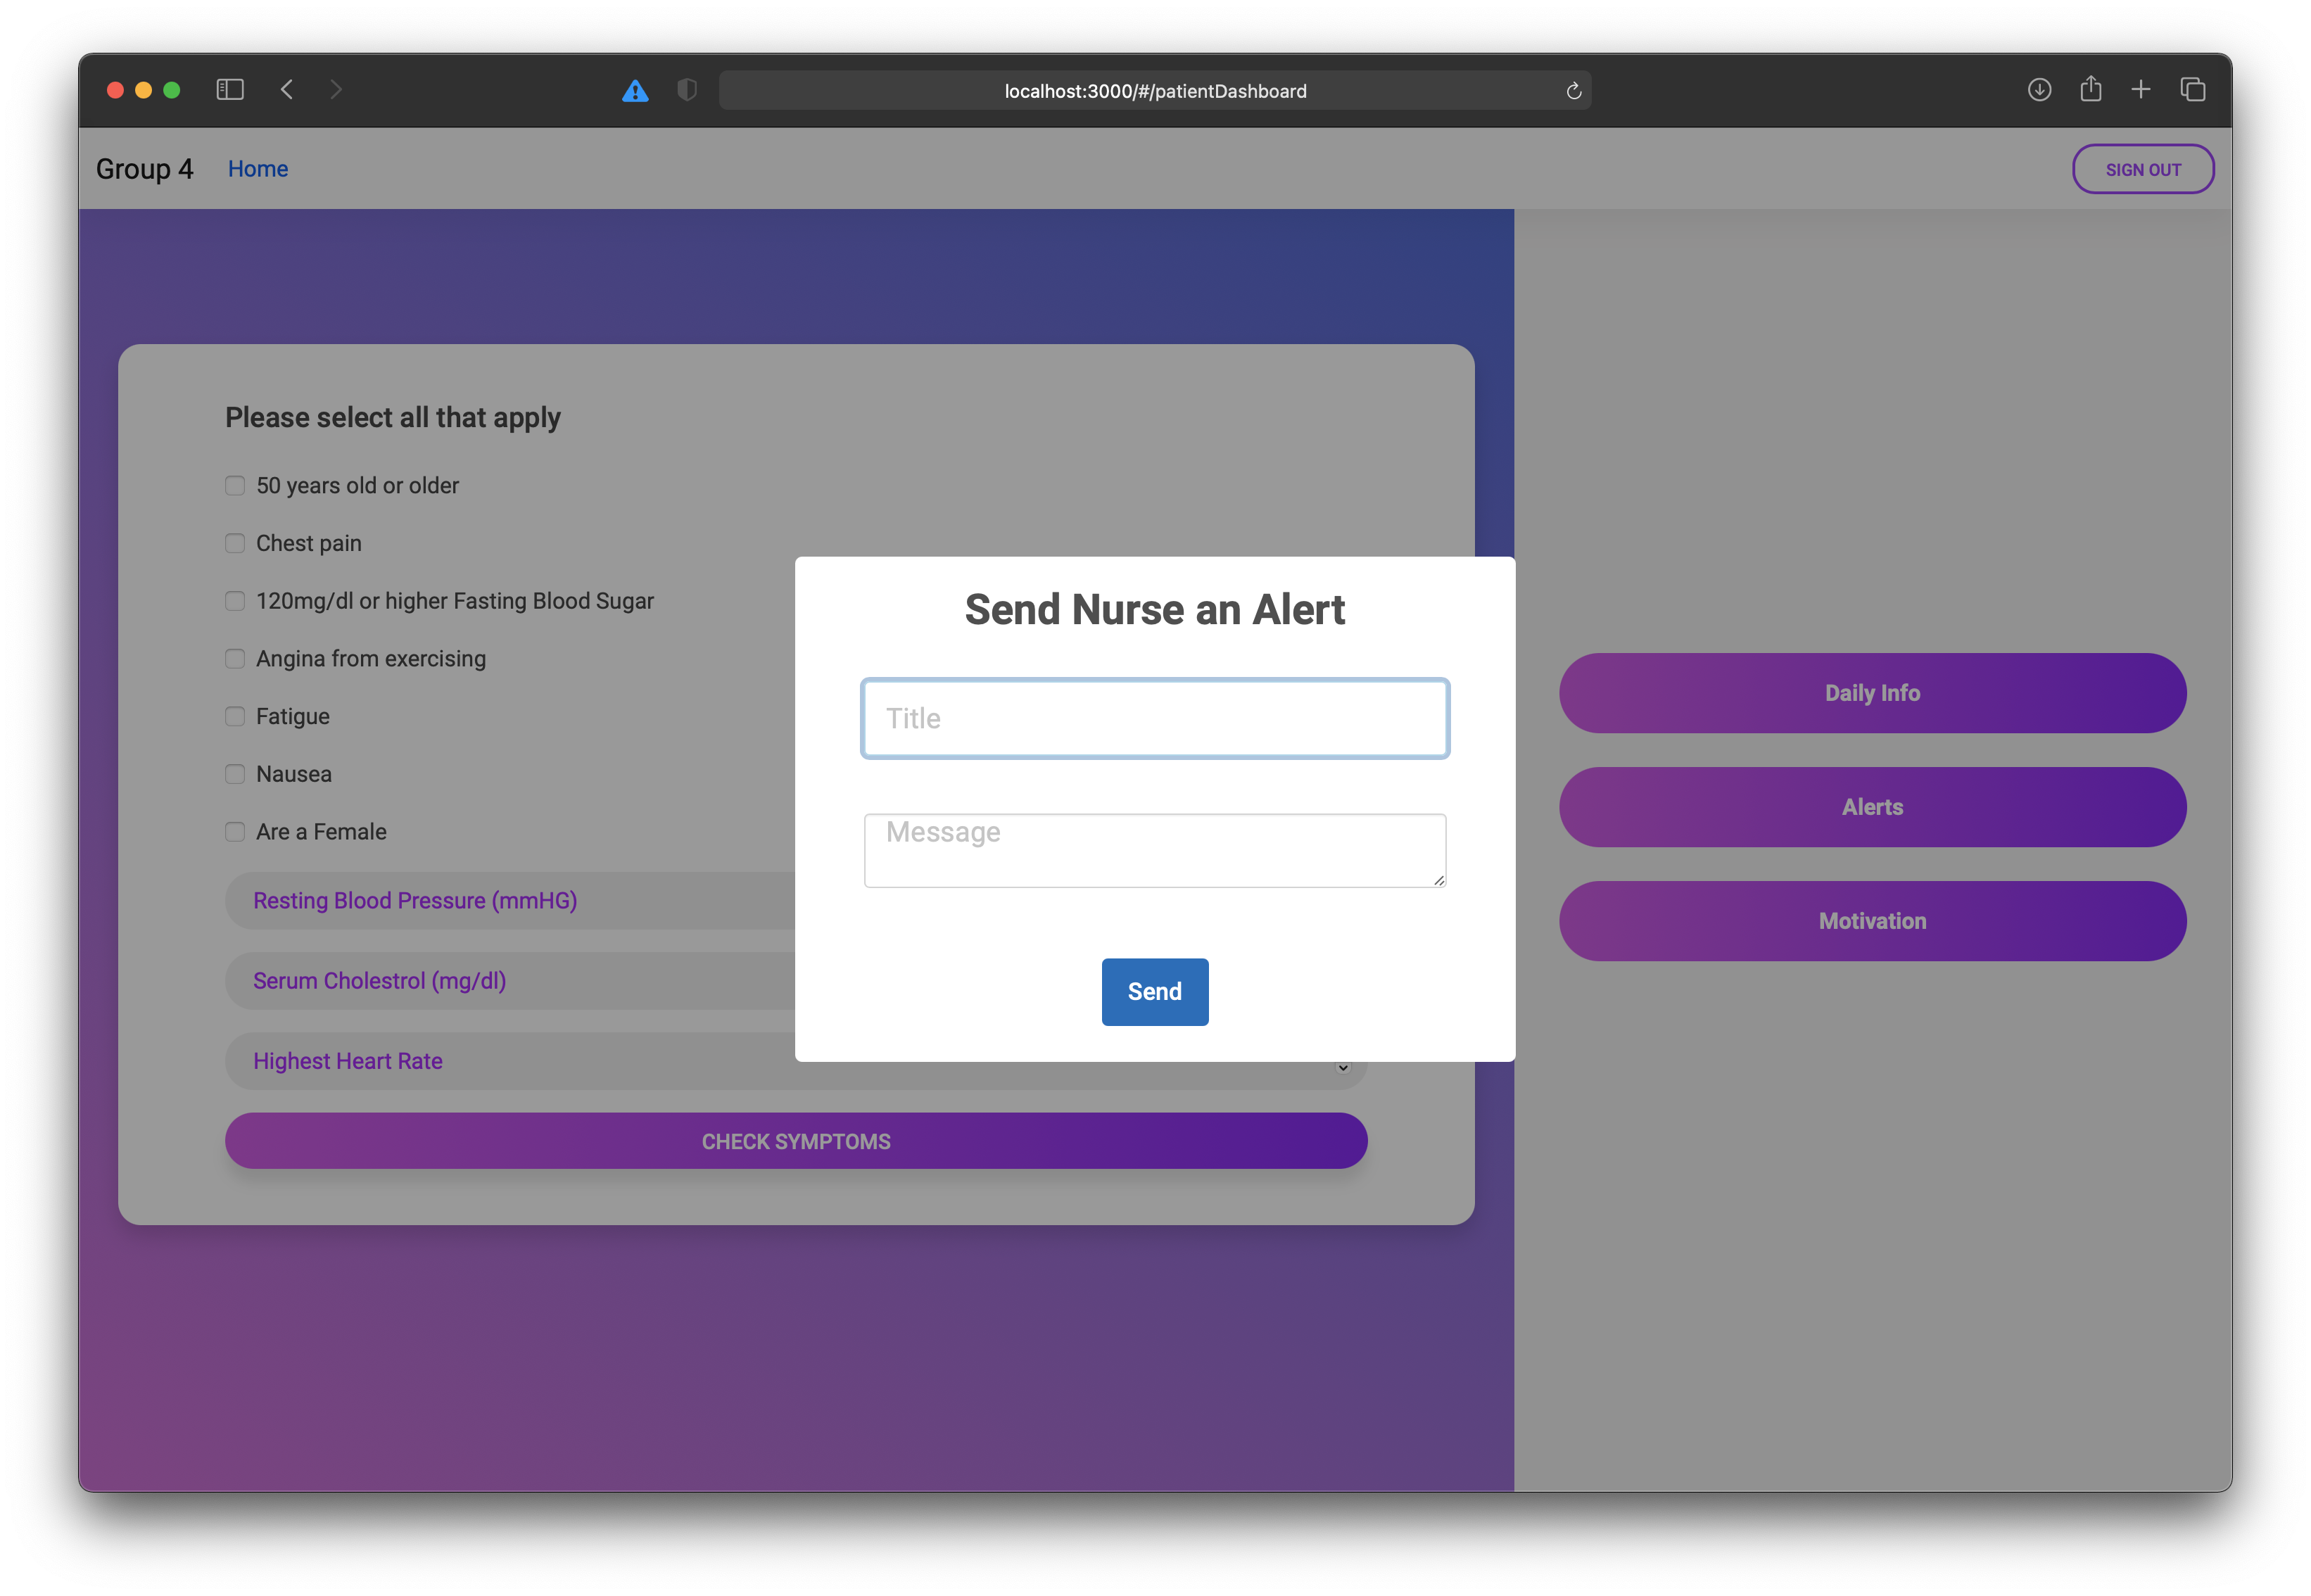 localhost:3000/#/patientDashboard
Group 4
Home
SIGN OUT
Please select all that apply
50 years old or older
Chest pain
120mg/dl or higher Fasting Blood Sugar
Angina from exercising
Fatigue
Nausea
Are a Female
Resting Blood Pressure (mmHG)
Serum Cholestrol (mg/dl)
Highest Heart Rate
CHECK SYMPTOMS
Send Nurse an Alert
Title
Message
Send
Daily Info
Alerts
Motivation